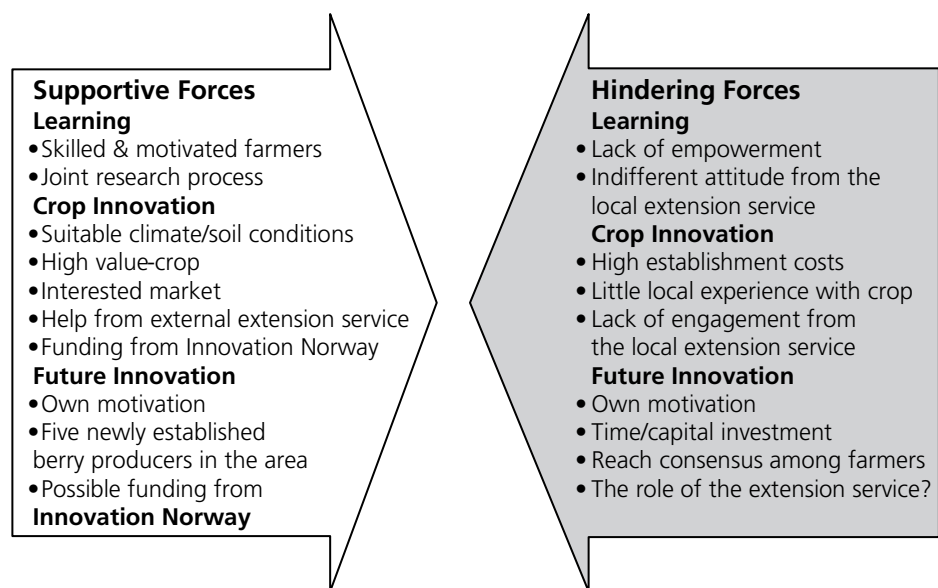 Supportive Forces
Learning
•Skilled & motivated farmers
•Joint research process
Crop Innovation
•Suitable climate/soil conditions
•High value-crop
•Interested market
•Help from external extension service
•Funding from Innovation Norway
Future Innovation
•Own motivation
•Five newly established
berry producers in the area
•Possible funding from
Innovation Norway
Hindering Forces
Learning
• Lack of empowerment
• Indifferent attitude from the
local extension service
Crop Innovation
• High establishment costs
• Little local experience with crop
• Lack of engagement from
the local extension service
Future Innovation
• Own motivation
• Time/capital investment
• Reach consensus among farmers
• The role of the extension service?